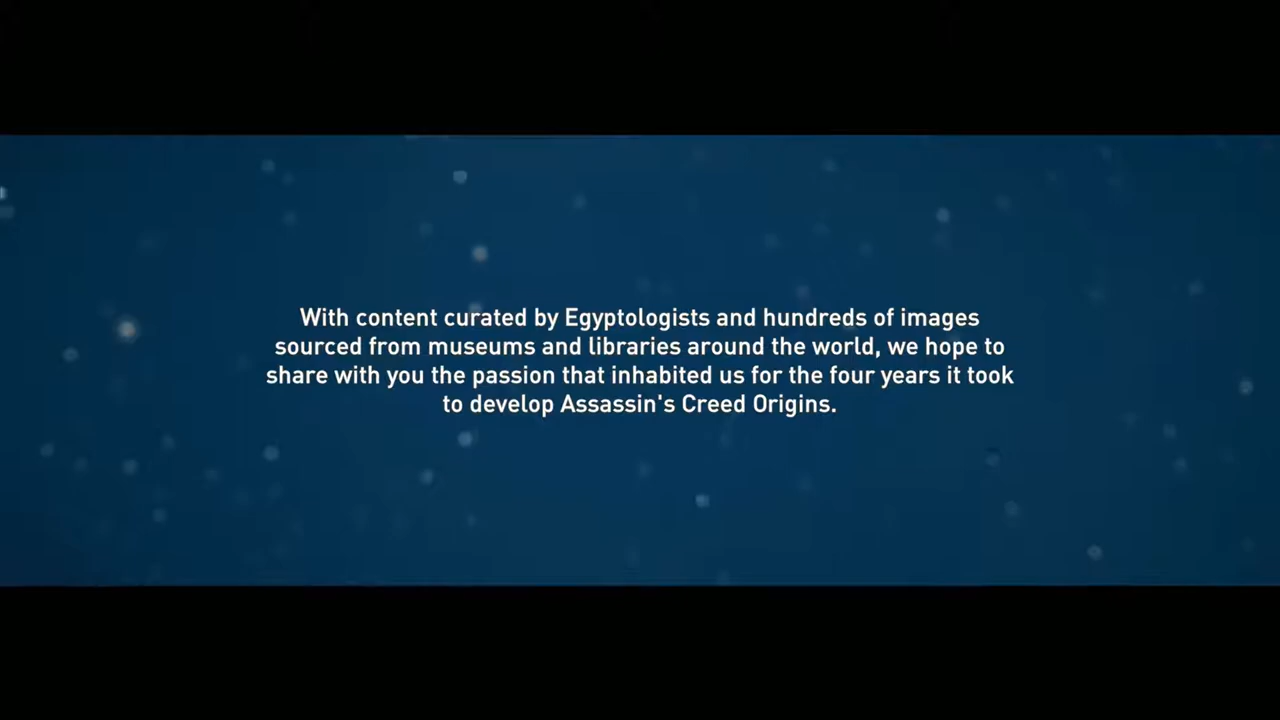 With content curated by Egyptologists and hundreds of images
sourced from museums and libraries around the world, we hope to
share with you the passion that inhabited us for the four years it took
to develop Assassin's Creed Origins.